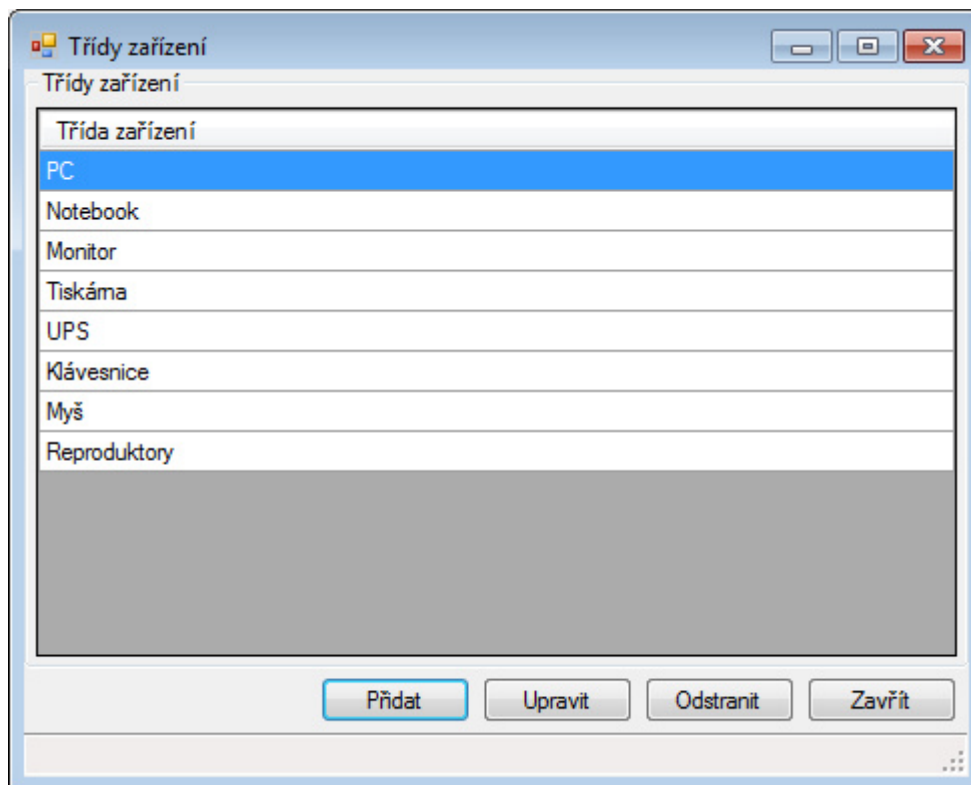 Třídy zařízení
Třídy zařízení
Třída zařízení
PC
Notebook
Monitor
Tiskárna
UPS
Klávesnice
Myš
Reproduktory
Přidat Upravit Odstranit Zavřít